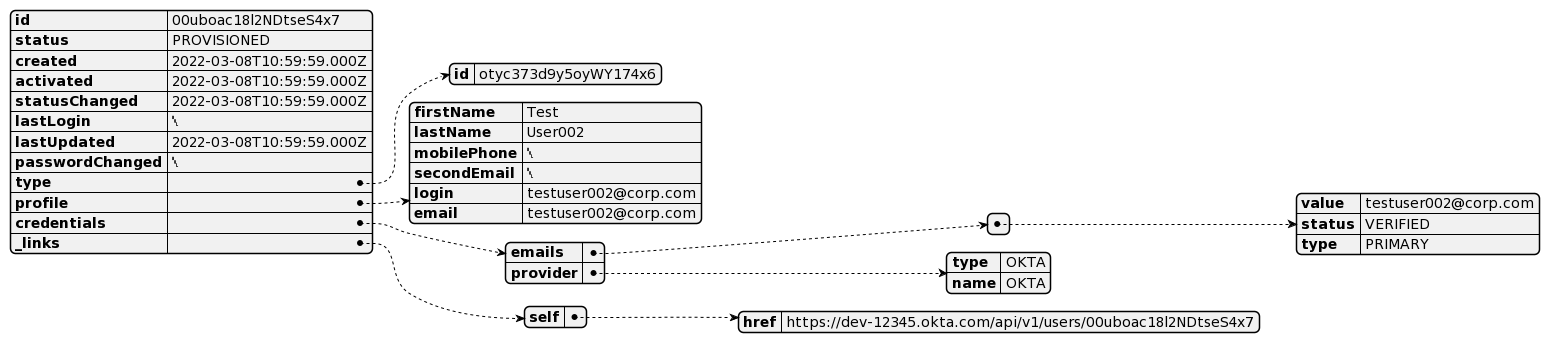 id 00uboac18l2NDtseS4x7
status PROVISIONED
created 2022-03-08T10:59:59.000Z
activated 2022-03-08T10:59:59.000Z
statusChanged 2022-03-08T10:59:59.000Z
lastLogin ␀
lastUpdated 2022-03-08T10:59:59.000Z
passwordChanged ␀
type
profile
credentials
_links
id otyc373d9y5oyWY174x6
firstName Test
lastName User002
mobilePhone ␀
secondEmail ␀
login testuser002@corp.com
email testuser002@corp.com
emails
provider
value testuser002@corp.com
status VERIFIED
type PRIMARY
type OKTA
name OKTA
self
href https://dev-12345.okta.com/api/v1/users/00uboac18l2NDtseS4x7